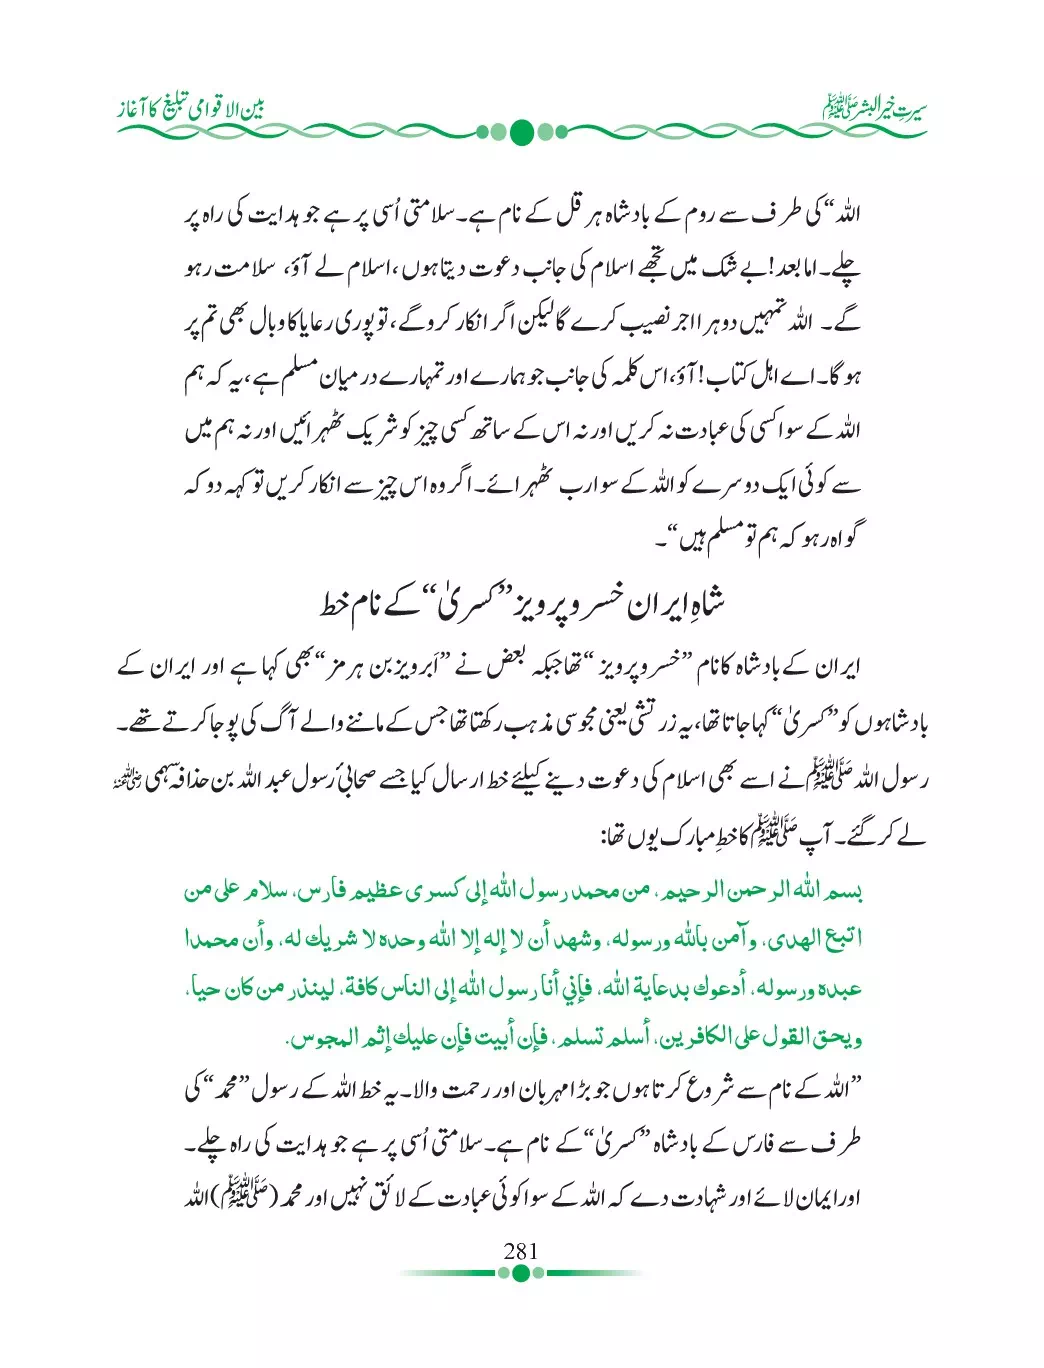 سیرتِ خیر البشر ﷺ
بین الاقوامی تبلیغ کا آغاز
اللہ“ کی طرف سے روم کے بادشاہ ہرقل کے نام ہے۔ سلامتی اُسی پر ہے جو ہدایت کی راہ پر
چلے۔ اما بعد! بے شک میں تجھے اسلام کی جانب دعوت دیتا ہوں، اسلام لے آؤ، سلامت رہو
گے۔ اللہ تمہیں دوہرا اجر نصیب کرے گا لیکن اگر انکار کرو گے، تو پوری رعایا کا وبال بھی تم پر
ہو گا۔ اے اہل کتاب! آؤ، اس کلمہ کی جانب جو ہمارے اور تمہارے درمیان مسلم ہے، یہ کہ ہم
اللہ کے سوا کسی کی عبادت نہ کریں اور نہ اس کے ساتھ کسی چیز کو شریک ٹھہرائیں اور نہ ہم میں
سے کوئی ایک دوسرے کو اللہ کے سوا رب ٹھہرائے۔ اگر وہ اس چیز سے انکار کریں تو کہہ دو کہ
گواہ رہو کہ ہم تو مسلم ہیں“۔
شاہِ ایران خسرو پرویز ”کسریٰ“ کے نام خط
ایران کے بادشاہ کا نام ”خسرو پرویز“ تھا جبکہ بعض نے ”اَبرویز بن ہرمز“ بھی کہا ہے اور ایران کے
بادشاہوں کو ”کسریٰ“ کہا جاتا تھا، یہ زرتشی یعنی مجوسی مذہب رکھتا تھا جس کے ماننے والے آگ کی پوجا کرتے تھے۔
رسول اللہ ﷺ نے اسے بھی اسلام کی دعوت دینے کیلئے خط ارسال کیا جسے صحابیٔ رسول عبد اللہ بن حذافہ سہمی رضی اللہ عنہ
لے کر گئے۔ آپ ﷺ کا خطِ مبارک یوں تھا:
بسم الله الرحمن الرحيم، من محمد رسول الله إلى كسرى عظيم فارس، سلام على من
اتبع الهدى، وآمن بالله ورسوله، وشهد أن لا إله إلا الله وحده لا شريك له، وأن محمدا
عبده ورسوله، أدعوك بدعاية الله، فإني أنا رسول الله إلى الناس كافة، لينذر من كان حيا،
ويحق القول على الكافرين، أسلم تسلم، فإن أبيت فإن عليك إثم المجوس.
”اللہ کے نام سے شروع کرتا ہوں جو بڑا مہربان اور رحمت والا۔ یہ خط اللہ کے رسول ”محمد“ کی
طرف سے فارس کے بادشاہ ”کسریٰ“ کے نام ہے۔ سلامتی اُسی پر ہے جو ہدایت کی راہ چلے۔
اور ایمان لائے اور شہادت دے کہ اللہ کے سوا کوئی عبادت کے لائق نہیں اور محمد (ﷺ) اللہ
281